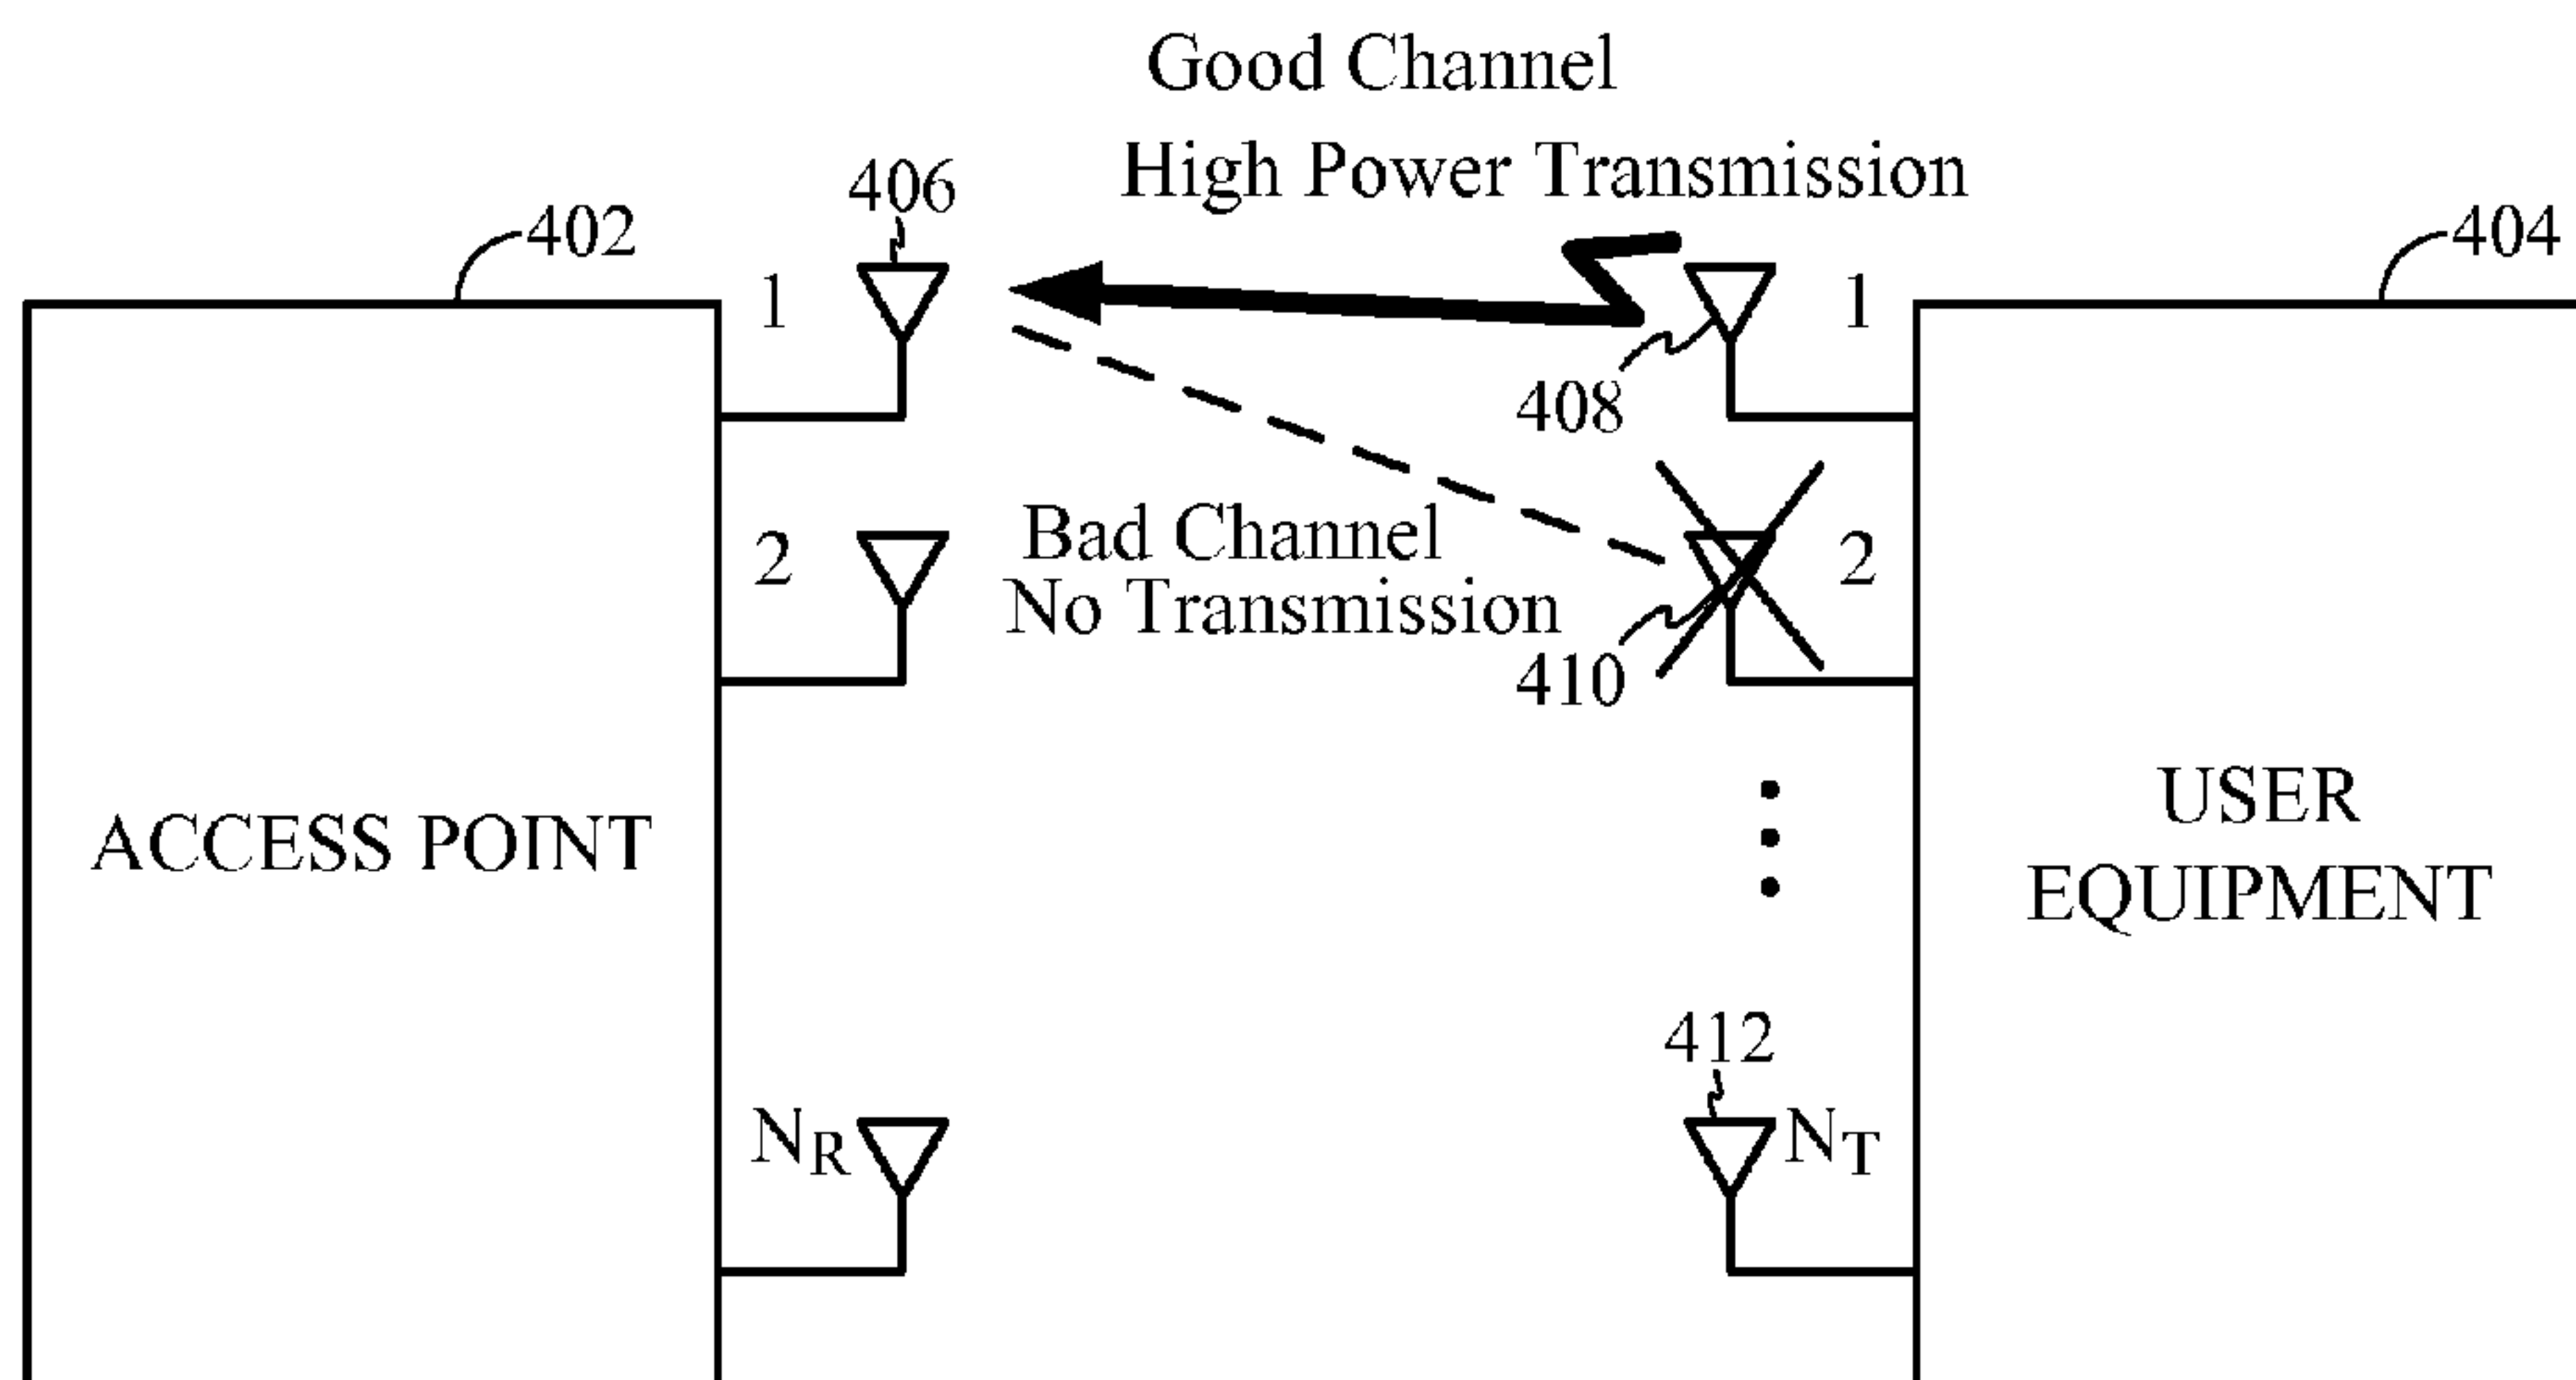 Good Channel
High Power Transmission
406
402
404
1
1
408
Bad Channel
No Transmission
2
2
410
ACCESS POINT
USER
EQUIPMENT
412
NR
NT